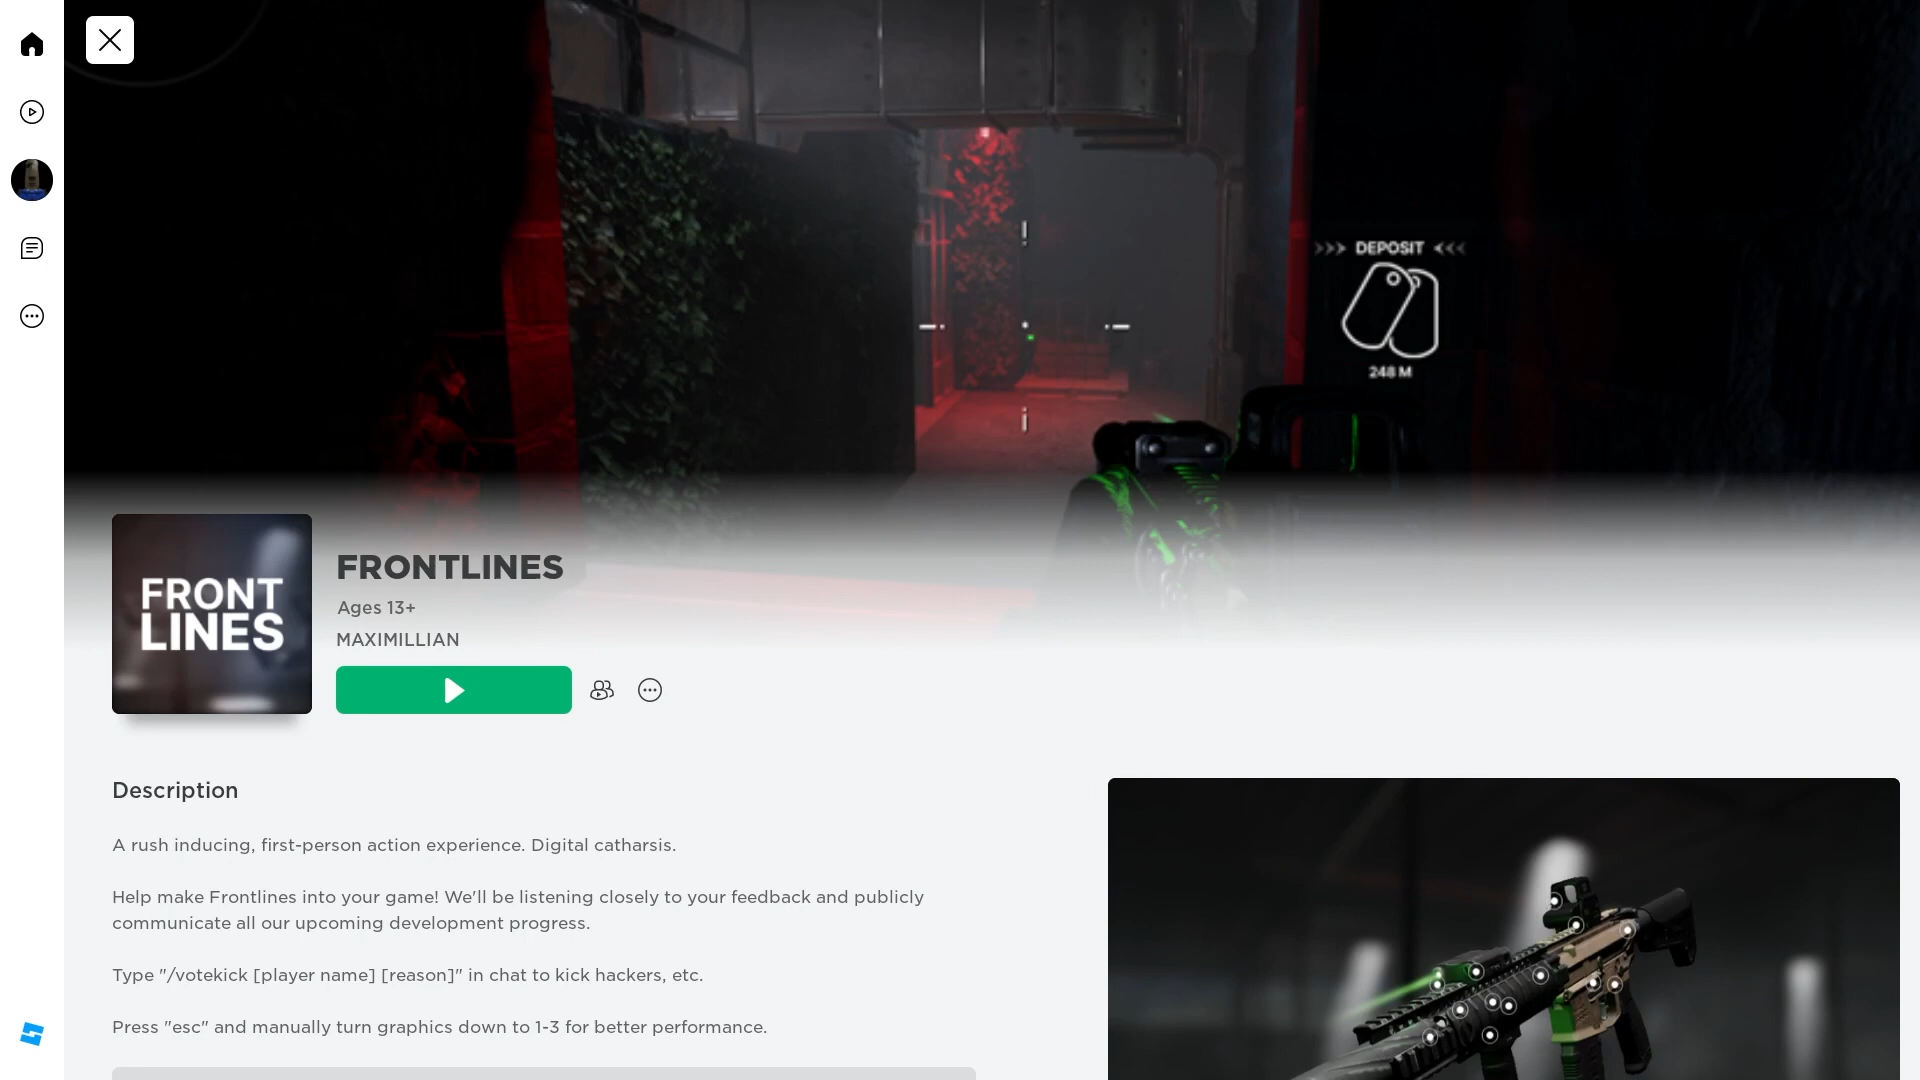 >>> DEPOSIT <<<
248 M
FRONT
LINES
FRONTLINES
Ages 13+
MAXIMILLIAN
Description
A rush inducing, first-person action experience. Digital catharsis.
Help make Frontlines into your game! We'll be listening closely to your feedback and publicly
communicate all our upcoming development progress.
Type "/votekick [player name] [reason]" in chat to kick hackers, etc.
Press "esc" and manually turn graphics down to 1-3 for better performance.